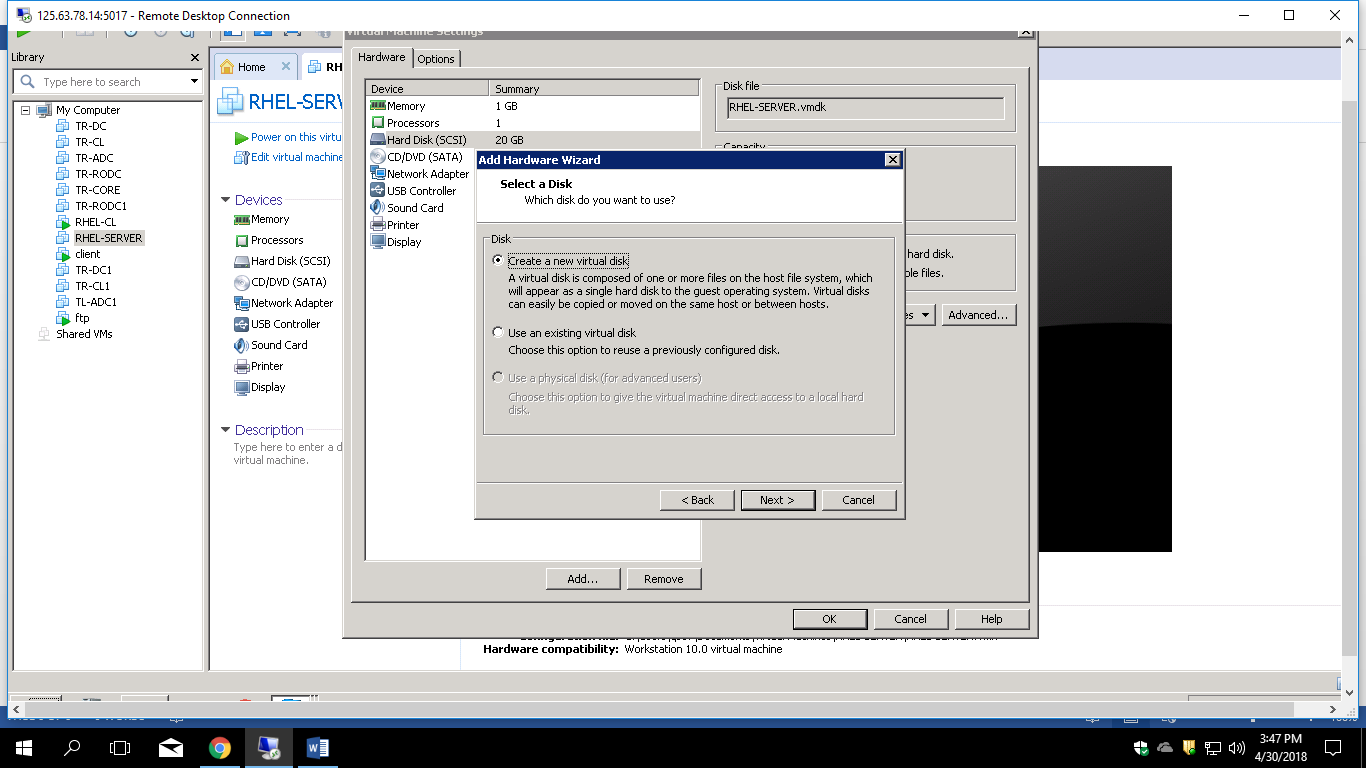 125.63.78.14:5017 - Remote Desktop Connection
Library
Type here to search
My Computer
TR-DC
TR-CL
TR-ADC
TR-RODC
TR-CORE
TR-RODC1
RHEL-CL
RHEL-SERVER
client
TR-DC1
TR-CL1
TL-ADC1
ftp
Shared VMs
Home
RH
RHEL-SERV
Power on this virtu
Edit virtual machine
Devices
Memory
Processors
Hard Disk (SCSI)
CD/DVD (SATA)
Network Adapter
USB Controller
Sound Card
Printer
Display
Description
Type here to enter a d
virtual machine.
Virtual Machine Settings
Hardware Options
Device Summary
Memory 1 GB
Processors 1
Hard Disk (SCSI) 20 GB
CD/DVD (SATA)
Network Adapter
USB Controller
Sound Card
Printer
Display
Disk file
RHEL-SERVER.vmdk
Capacity
hard disk.
le files.
es Advanced...
Add Hardware Wizard
Select a Disk
Which disk do you want to use?
Disk
Create a new virtual disk
A virtual disk is composed of one or more files on the host file system, which
will appear as a single hard disk to the guest operating system. Virtual disks
can easily be copied or moved on the same host or between hosts.
Use an existing virtual disk
Choose this option to reuse a previously configured disk.
Use a physical disk (for advanced users)
Choose this option to give the virtual machine direct access to a local hard
disk.
< Back Next > Cancel
Add... Remove
OK Cancel Help
Hardware compatibility: Workstation 10.0 virtual machine
3:47 PM
4/30/2018